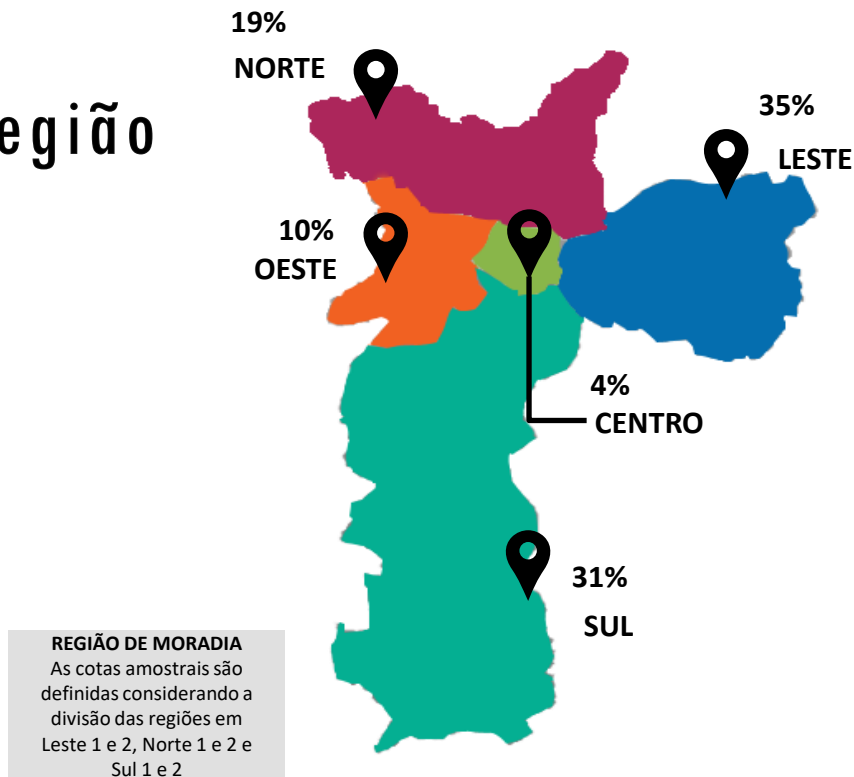 19%
NORTE
egião
35%
LESTE
10%
OESTE
4%
CENTRO
31%
SUL
REGIÃO DE MORADIA
As cotas amostrais são
definidas considerando a
divisão das regiões em
Leste 1 e 2, Norte 1 e 2 e
Sul 1 e 2